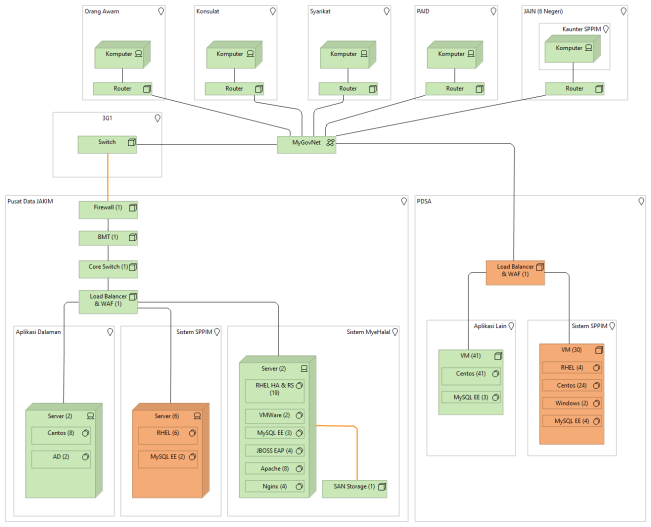 Orang Awam
Konsulat
Syarikat
PAID
JAIN (6 Negeri)
Kaunter SPPIM
Komputer
Komputer
Komputer
Komputer
Komputer
Router
Router
Router
Router
Router
3G1
Switch
MyGovNet
Pusat Data JAKIM
Firewall (1)
BMT (1)
Core Switch (1)
Load Balancer
& WAF (1)
PDSA
Load Balancer
& WAF (1)
Aplikasi Dalaman
Server (2)
Centos (8)
AD (2)
Sistem SPPIM
Server (6)
RHEL (6)
MySQL EE (2)
Sistem MyeHalal
Server (2)
RHEL HA & RS
(19)
VMWare (2)
MySQL EE (3)
JBOSS EAP (4)
Apache (8)
Nginx (4)
SAN Storage (1)
Aplikasi Lain
VM (41)
Centos (41)
MySQL EE (3)
Sistem SPPIM
VM (30)
RHEL (4)
Centos (24)
Windows (2)
MySQL EE (4)